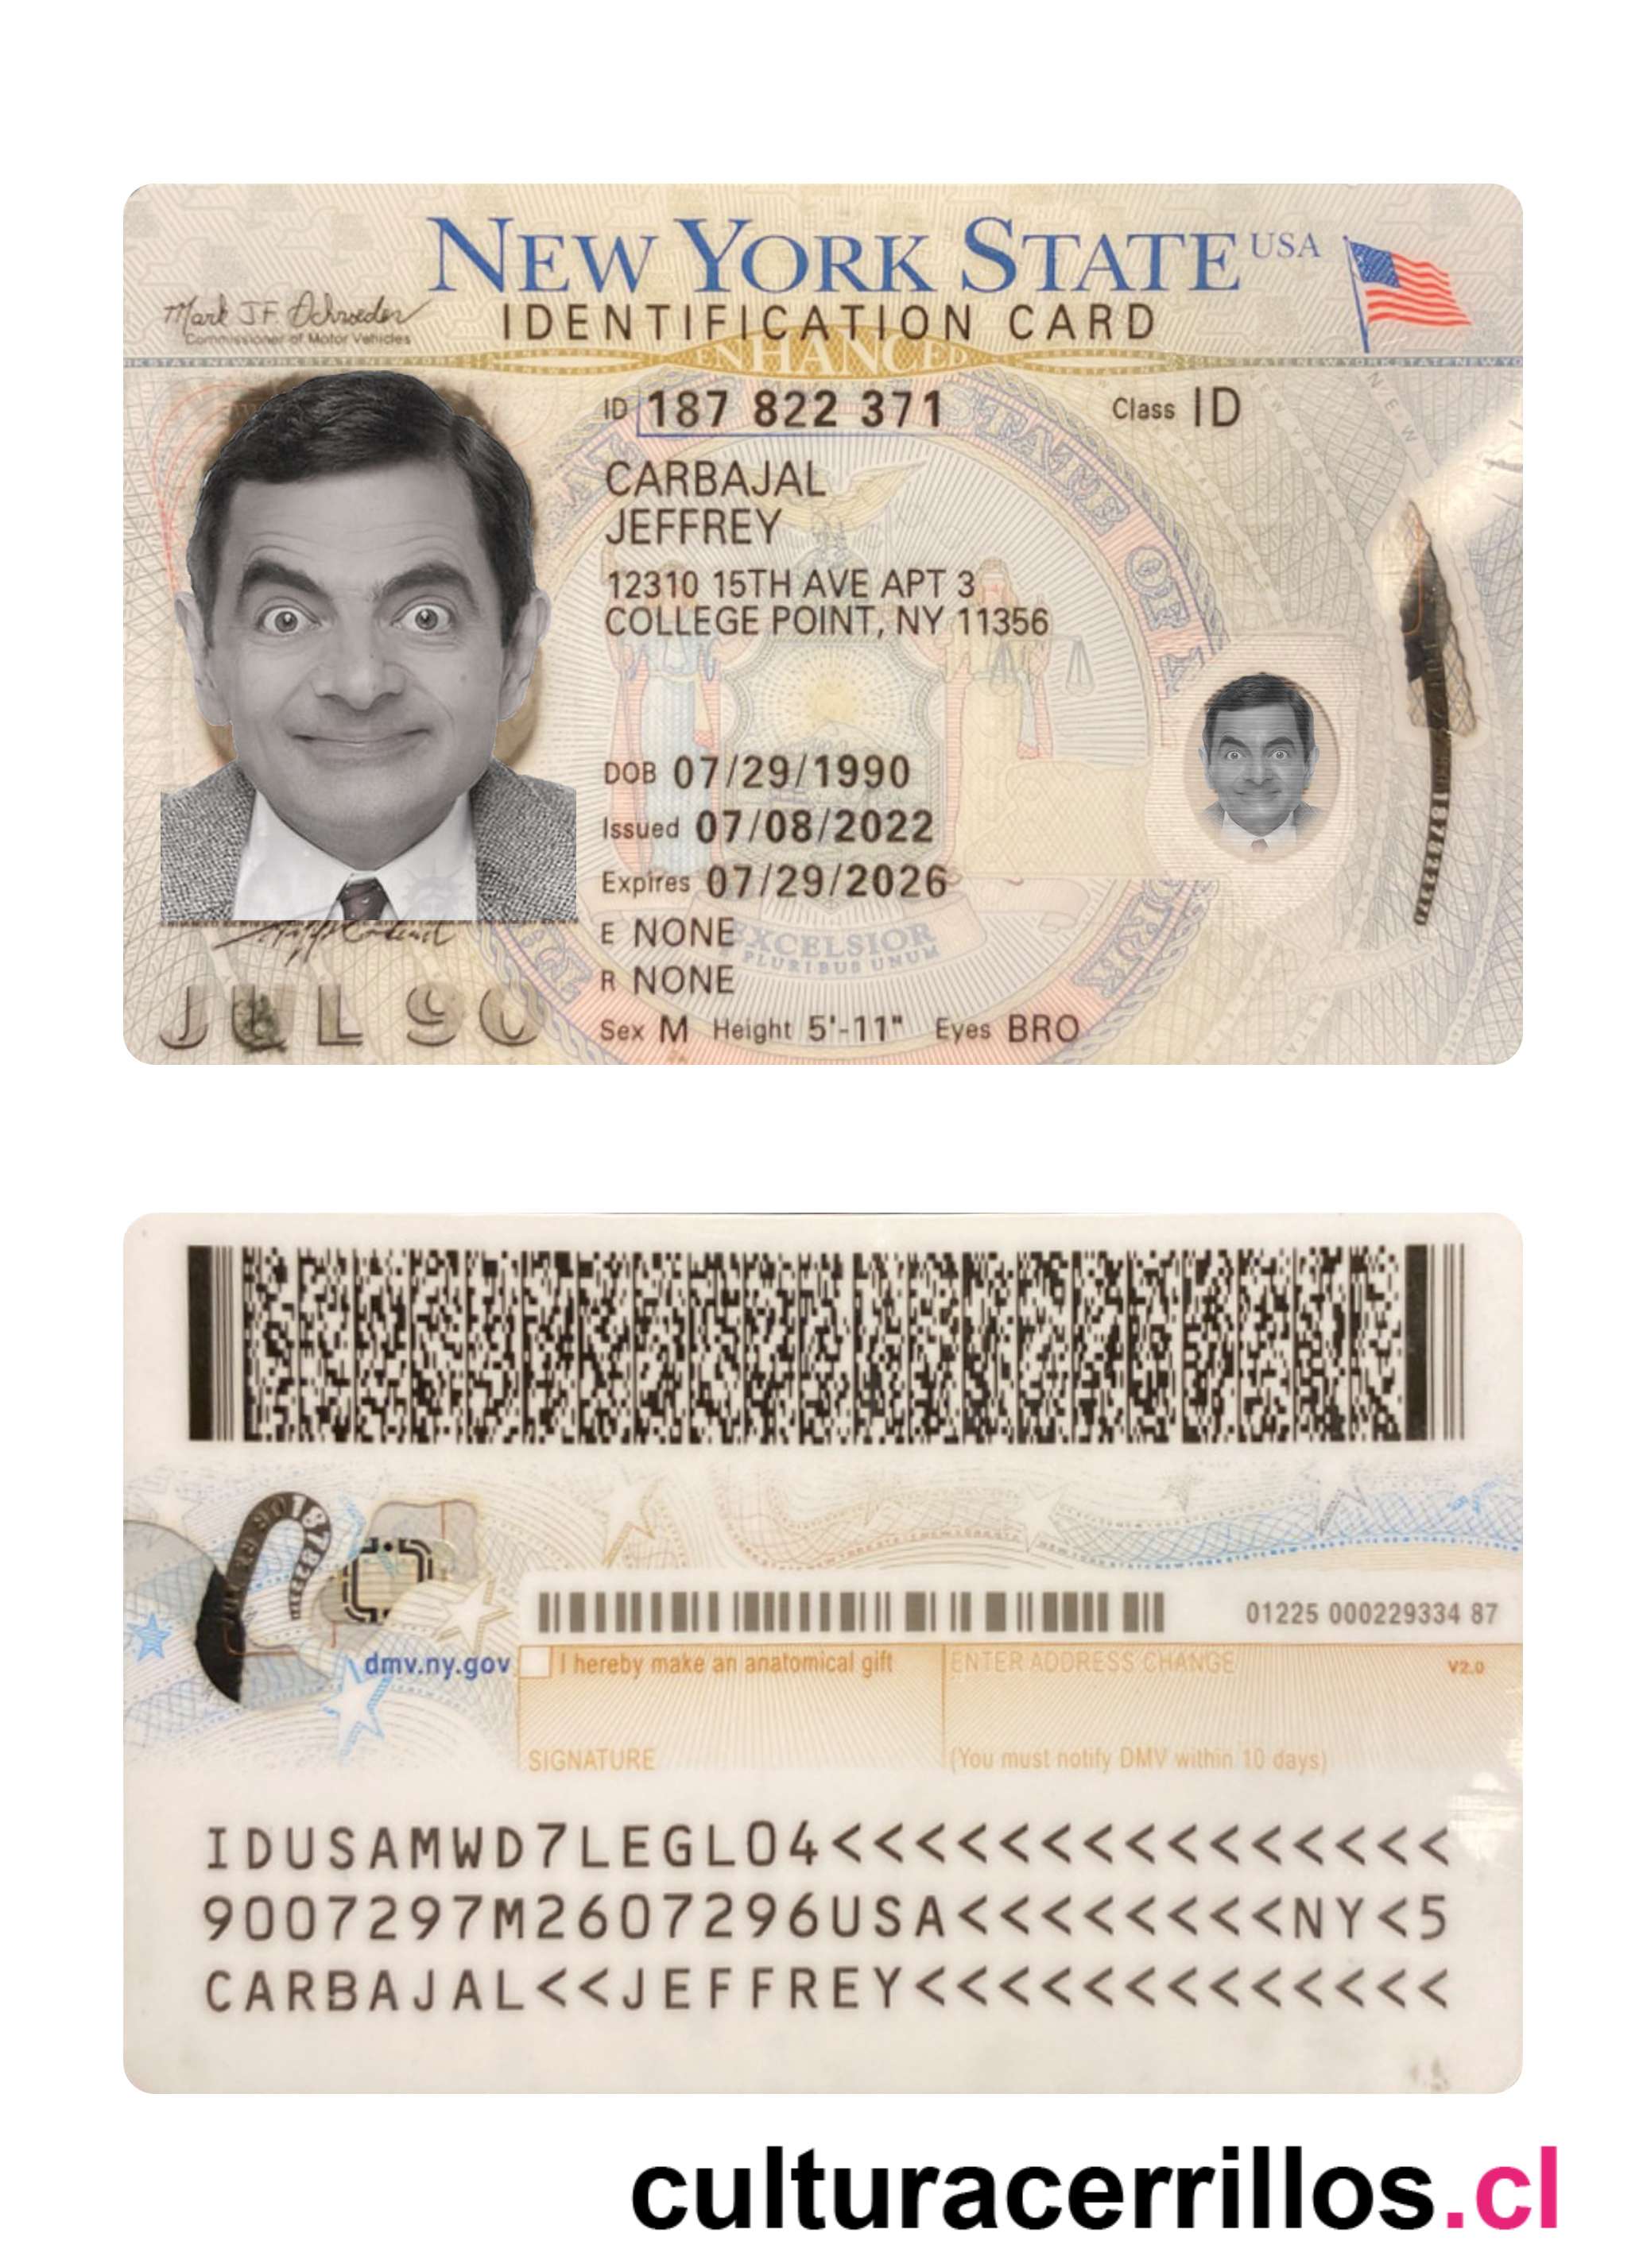 NEW YORK STATE USA
IDENTIFICATION CARD
Mark J.F. Schroeder
Commissioner of Motor Vehicles
ENHANCED
ID 187 822 371 Class ID
CARBAJAL
JEFFREY
12310 15TH AVE APT 3
COLLEGE POINT, NY 11356
DOB 07/29/1990
Issued 07/08/2022
Expires 07/29/2026
E NONE
EXCELSIOR
PLURIBUS UNUM
R NONE
JUL 90
Sex M Height 5'-11" Eyes BRO
01225 000229334 87
dmv.ny.gov
I hereby make an anatomical gift
ENTER ADDRESS CHANGE
V2.0
SIGNATURE
(You must notify DMV within 10 days)
IDUSAMWD7LEGL04<<<<<<<<<<<<<<<
9007297M2607296USA<<<<<<<<NY<5
CARBAJAL<<JEFFREY<<<<<<<<<<<<<
culturacerrillos.cl